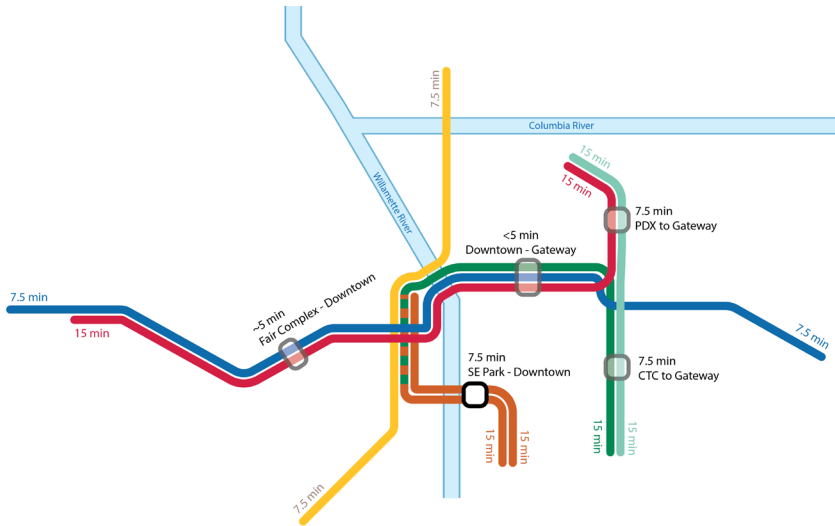 7.5 min
Columbia River
15 min
15 min
Willamette River
7.5 min
PDX to Gateway
<5 min
Downtown - Gateway
~5 min
Fair Complex - Downtown
7.5 min
15 min
7.5 min
7.5 min
SE Park - Downtown
7.5 min
CTC to Gateway
15 min
15 min
15 min
15 min
7.5 min